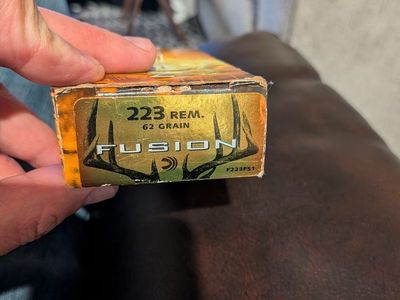 223 REM.
62 GRAIN
FUSION
F223FS1